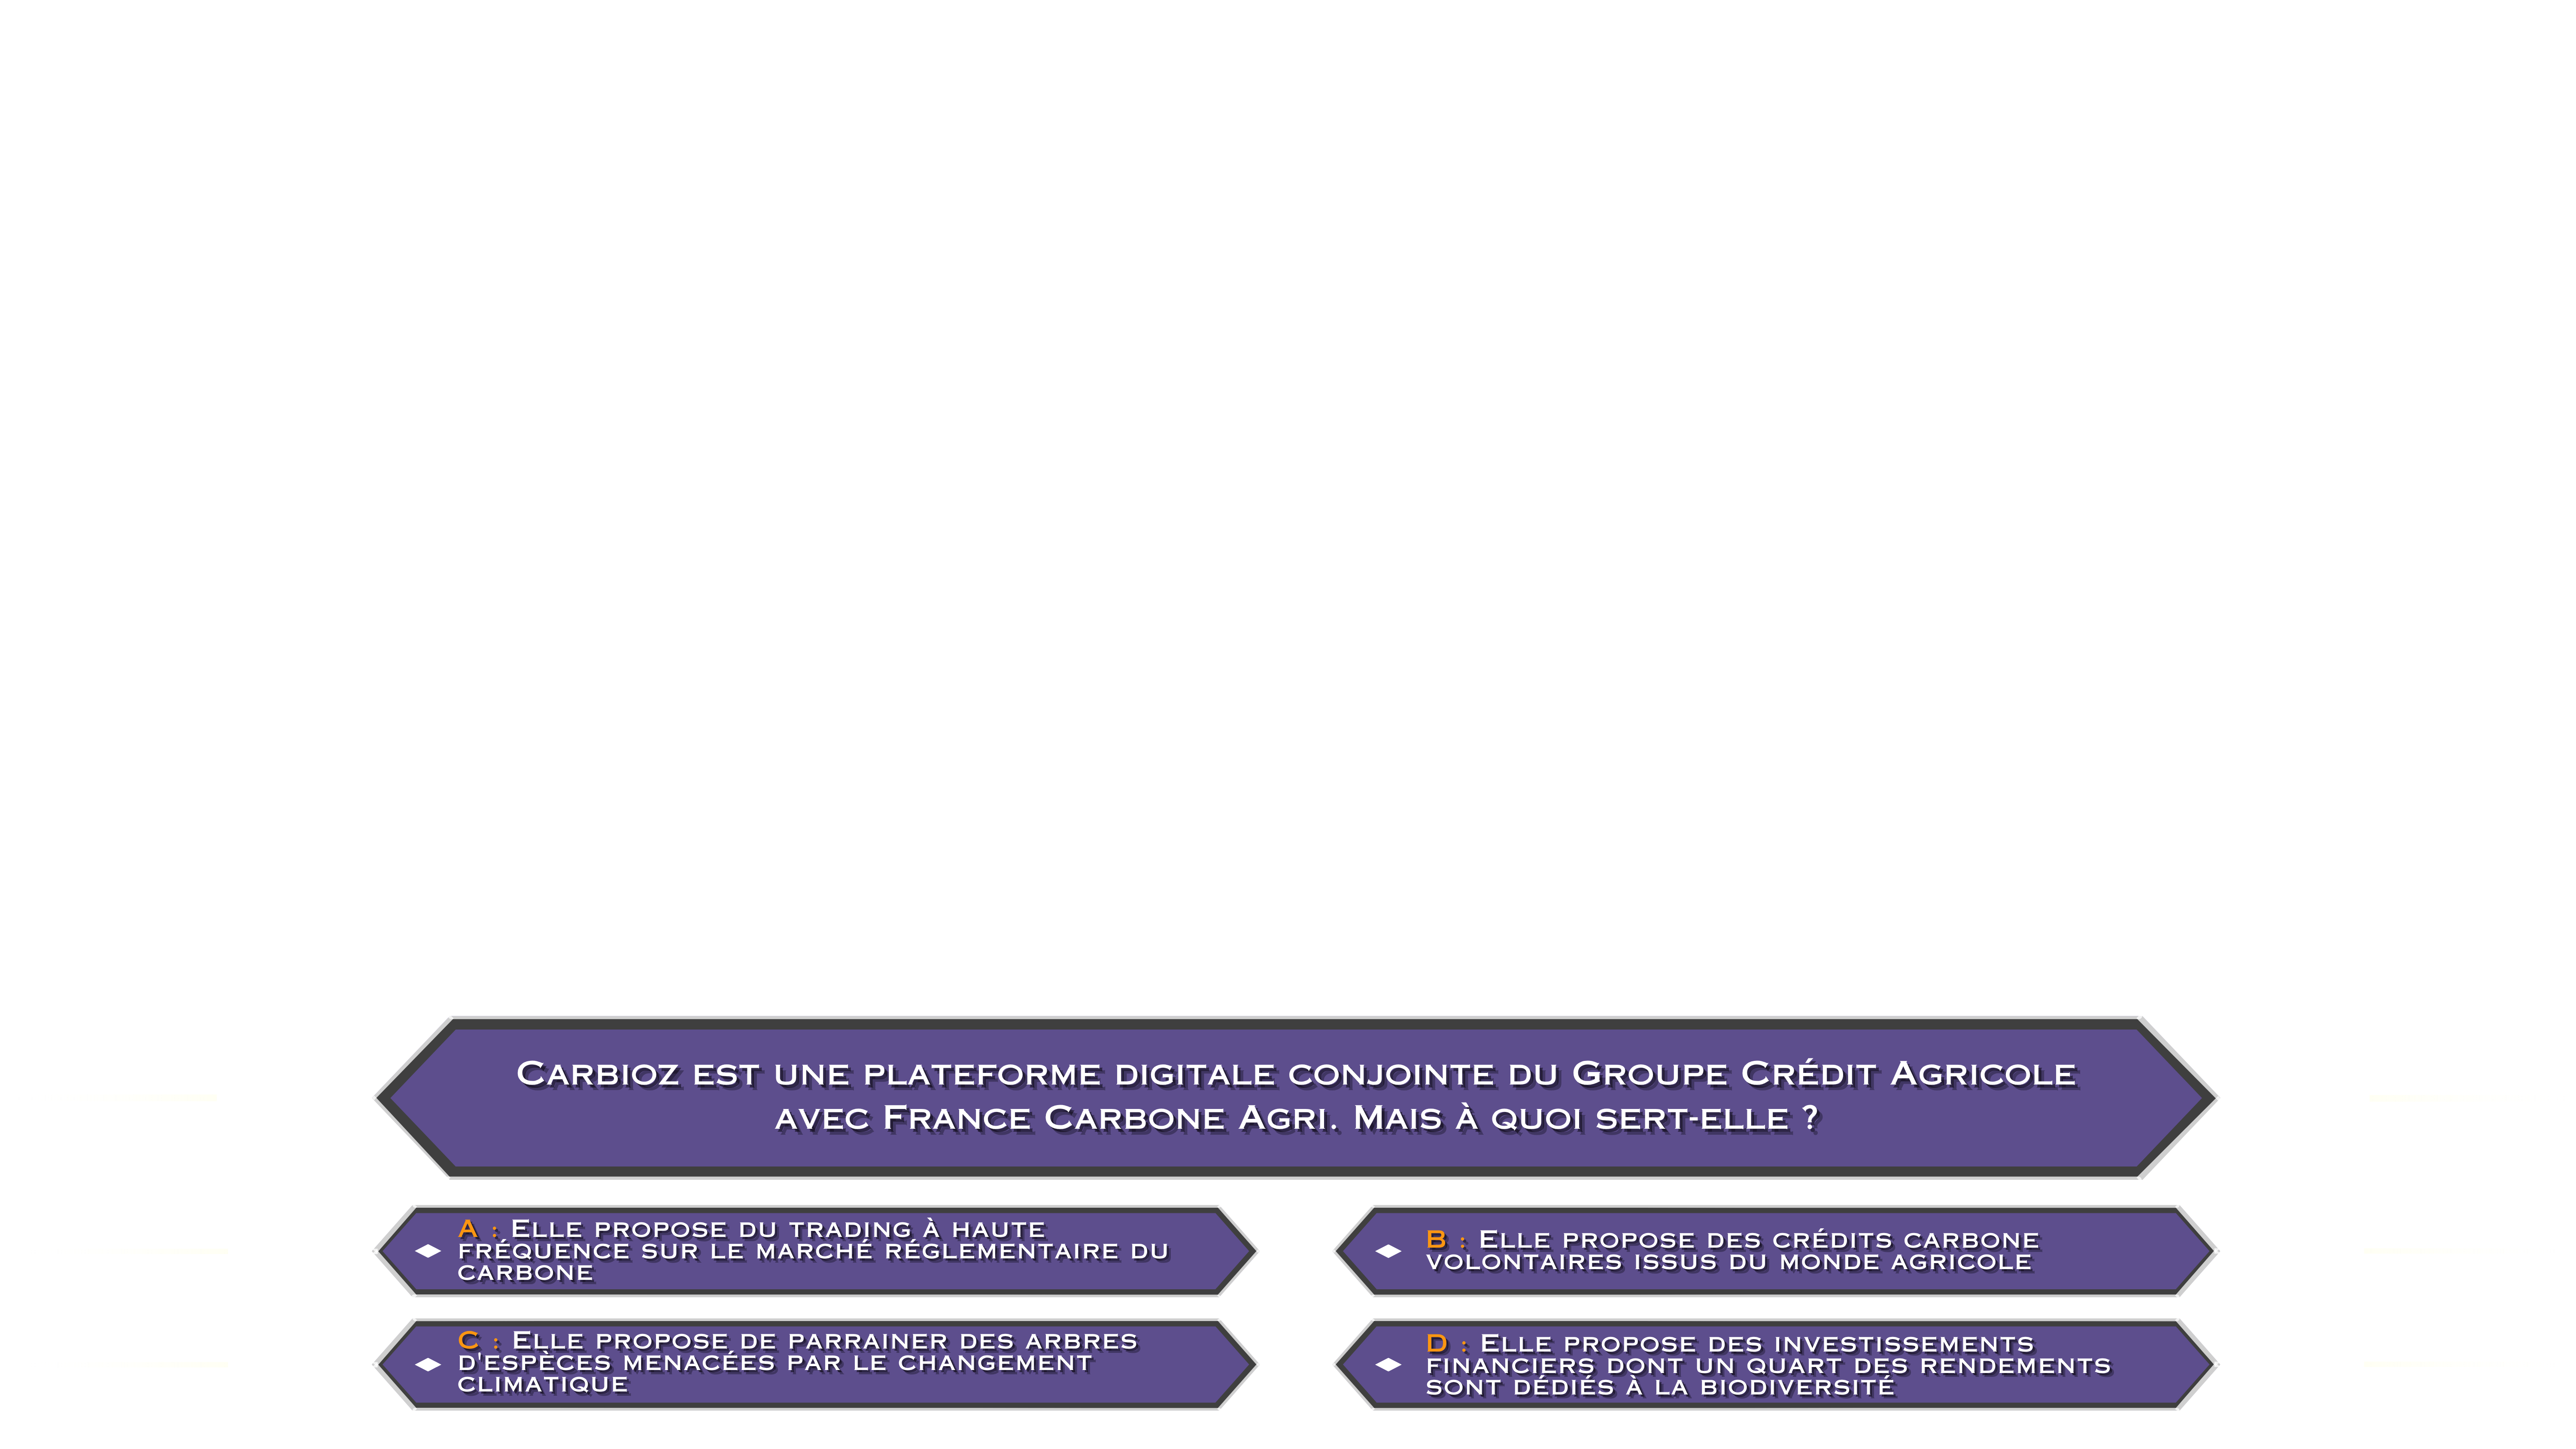 Carbioz est une plateforme digitale conjointe du Groupe Crédit Agricole
avec France Carbone Agri. Mais à quoi sert-elle ?
A : Elle propose du trading à haute
fréquence sur le marché réglementaire du
carbone
B : Elle propose des crédits carbone
volontaires issus du monde agricole
C : Elle propose de parrainer des arbres
d'espèces menacées par le changement
climatique
D : Elle propose des investissements
financiers dont un quart des rendements
sont dédiés à la biodiversité